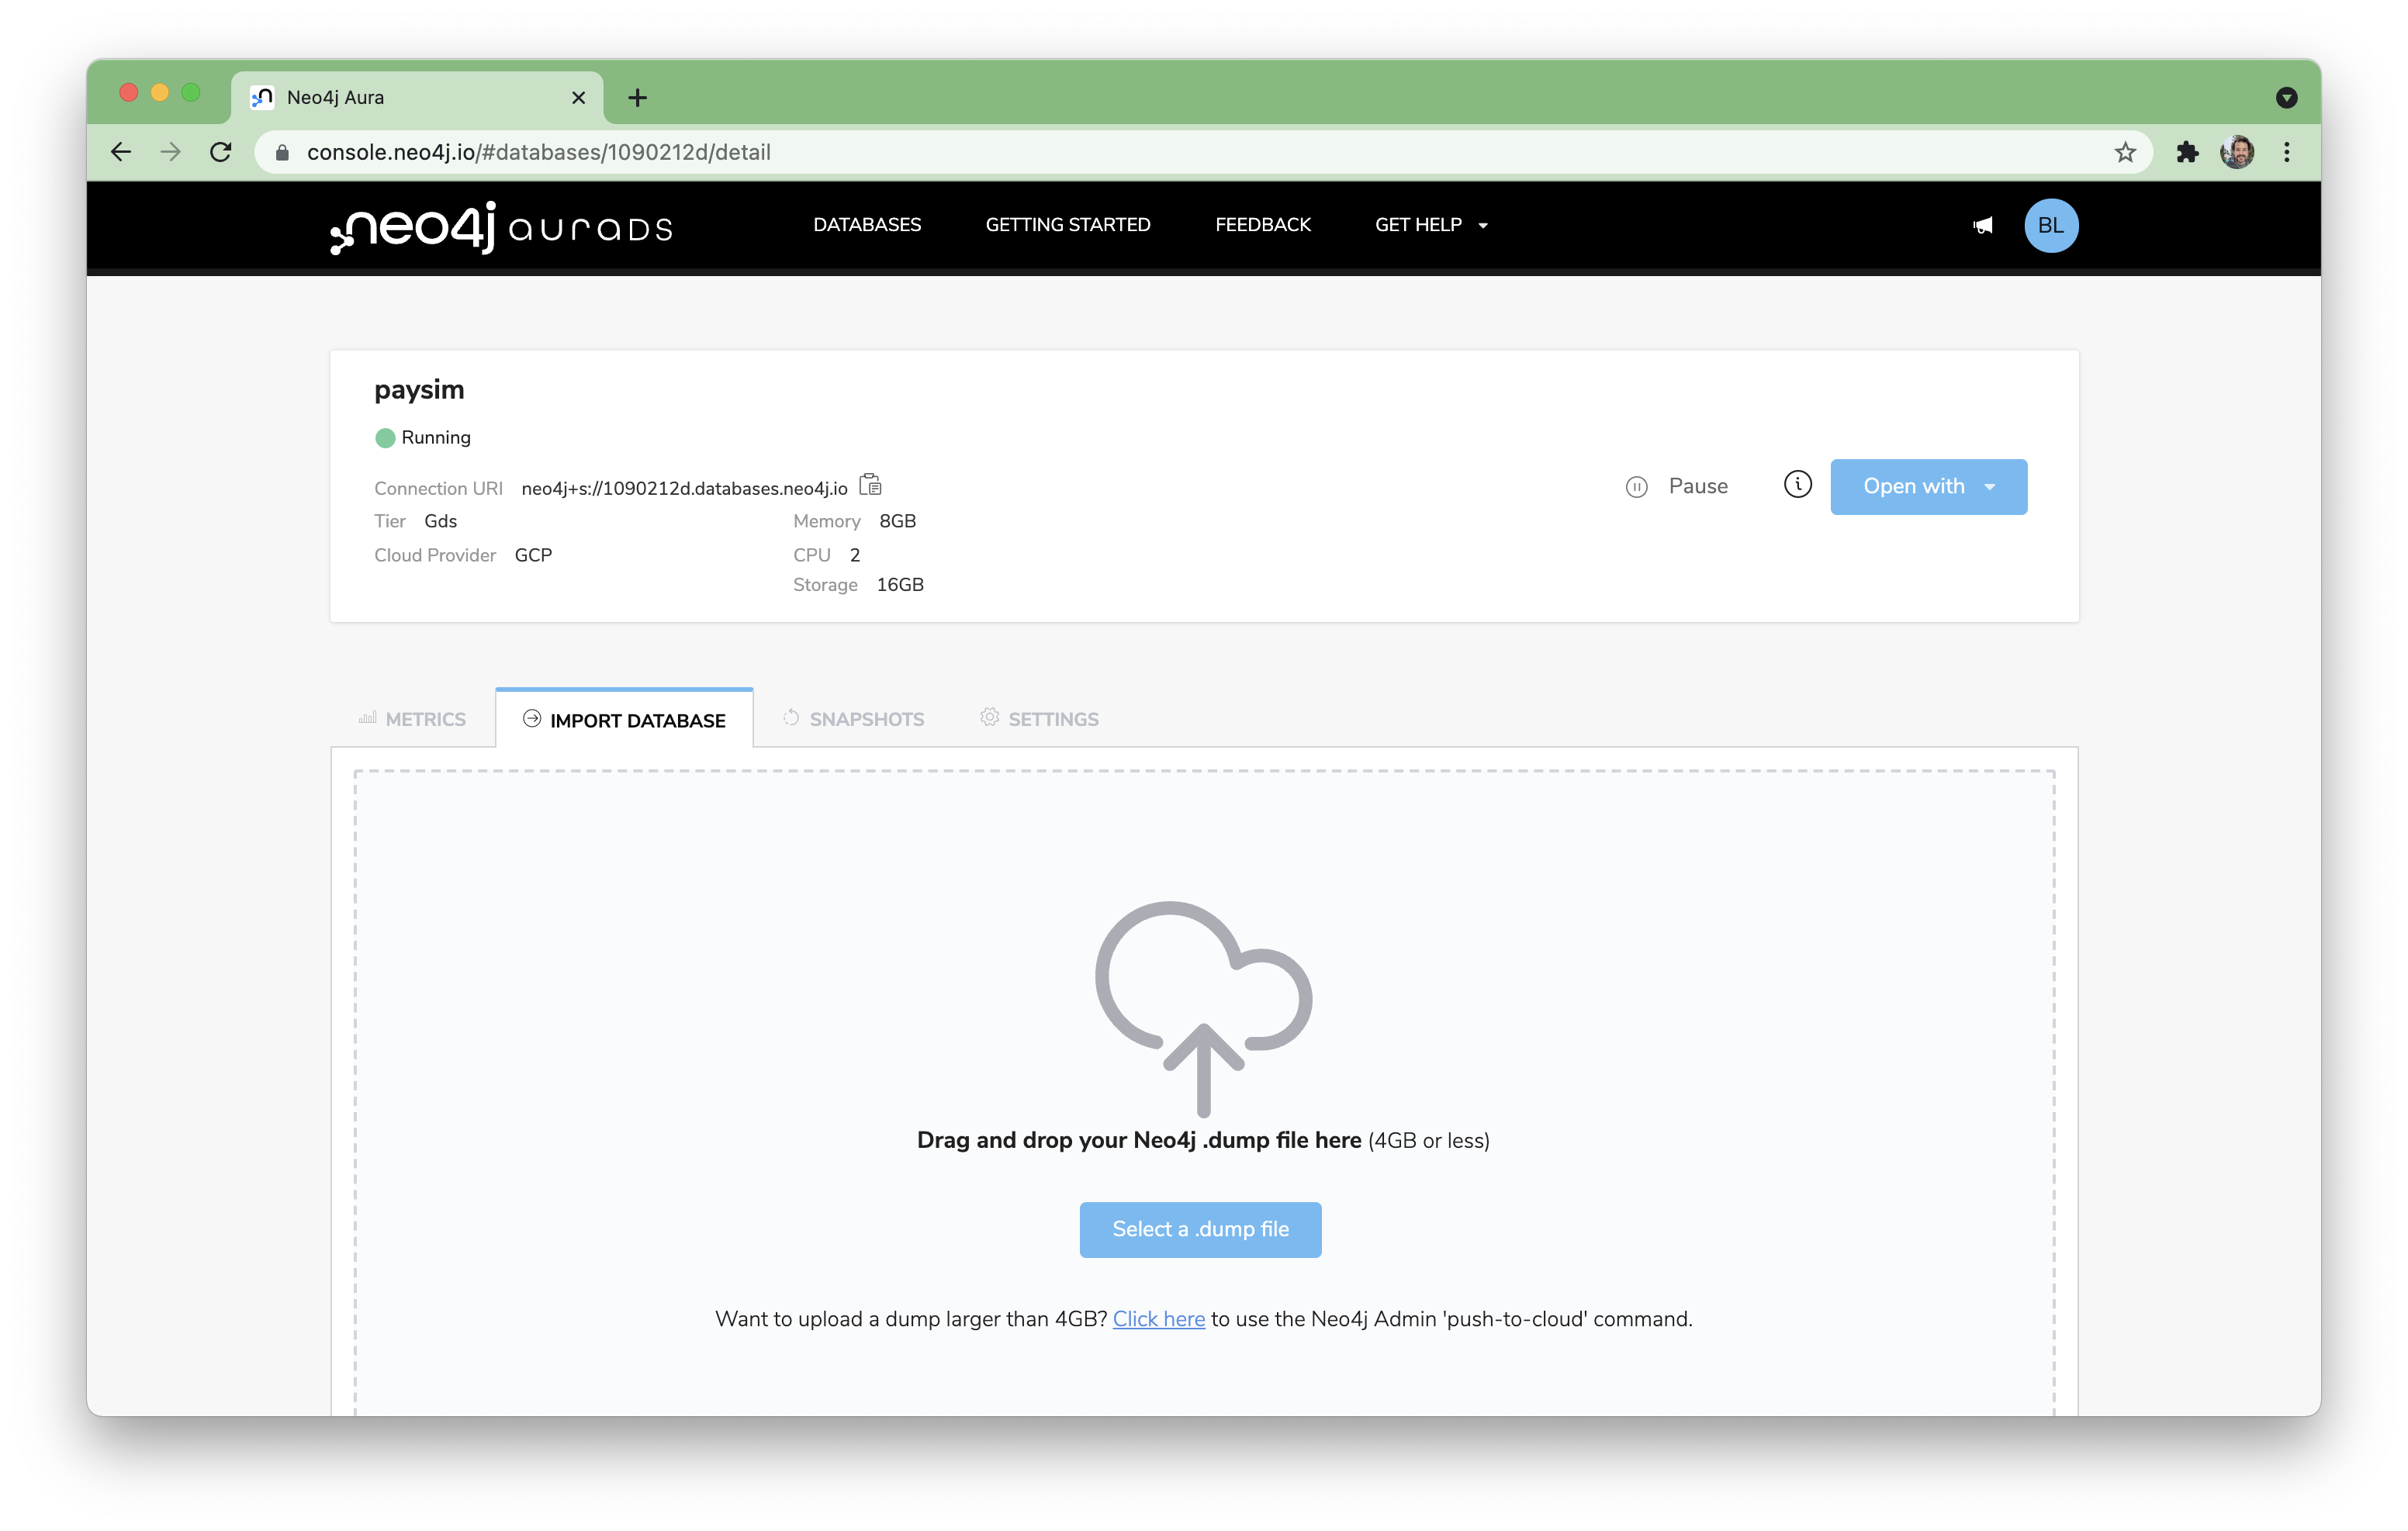 Neo4j Aura
console.neo4j.io/#databases/1090212d/detail
neo4j auraDS DATABASES GETTING STARTED FEEDBACK GET HELP BL
paysim
Running
Connection URI neo4j+s://1090212d.databases.neo4j.io Pause Open with
Tier Gds Memory 8GB
Cloud Provider GCP CPU 2
Storage 16GB
METRICS IMPORT DATABASE SNAPSHOTS SETTINGS
Drag and drop your Neo4j .dump file here (4GB or less)
Select a .dump file
Want to upload a dump larger than 4GB? Click here to use the Neo4j Admin 'push-to-cloud' command.